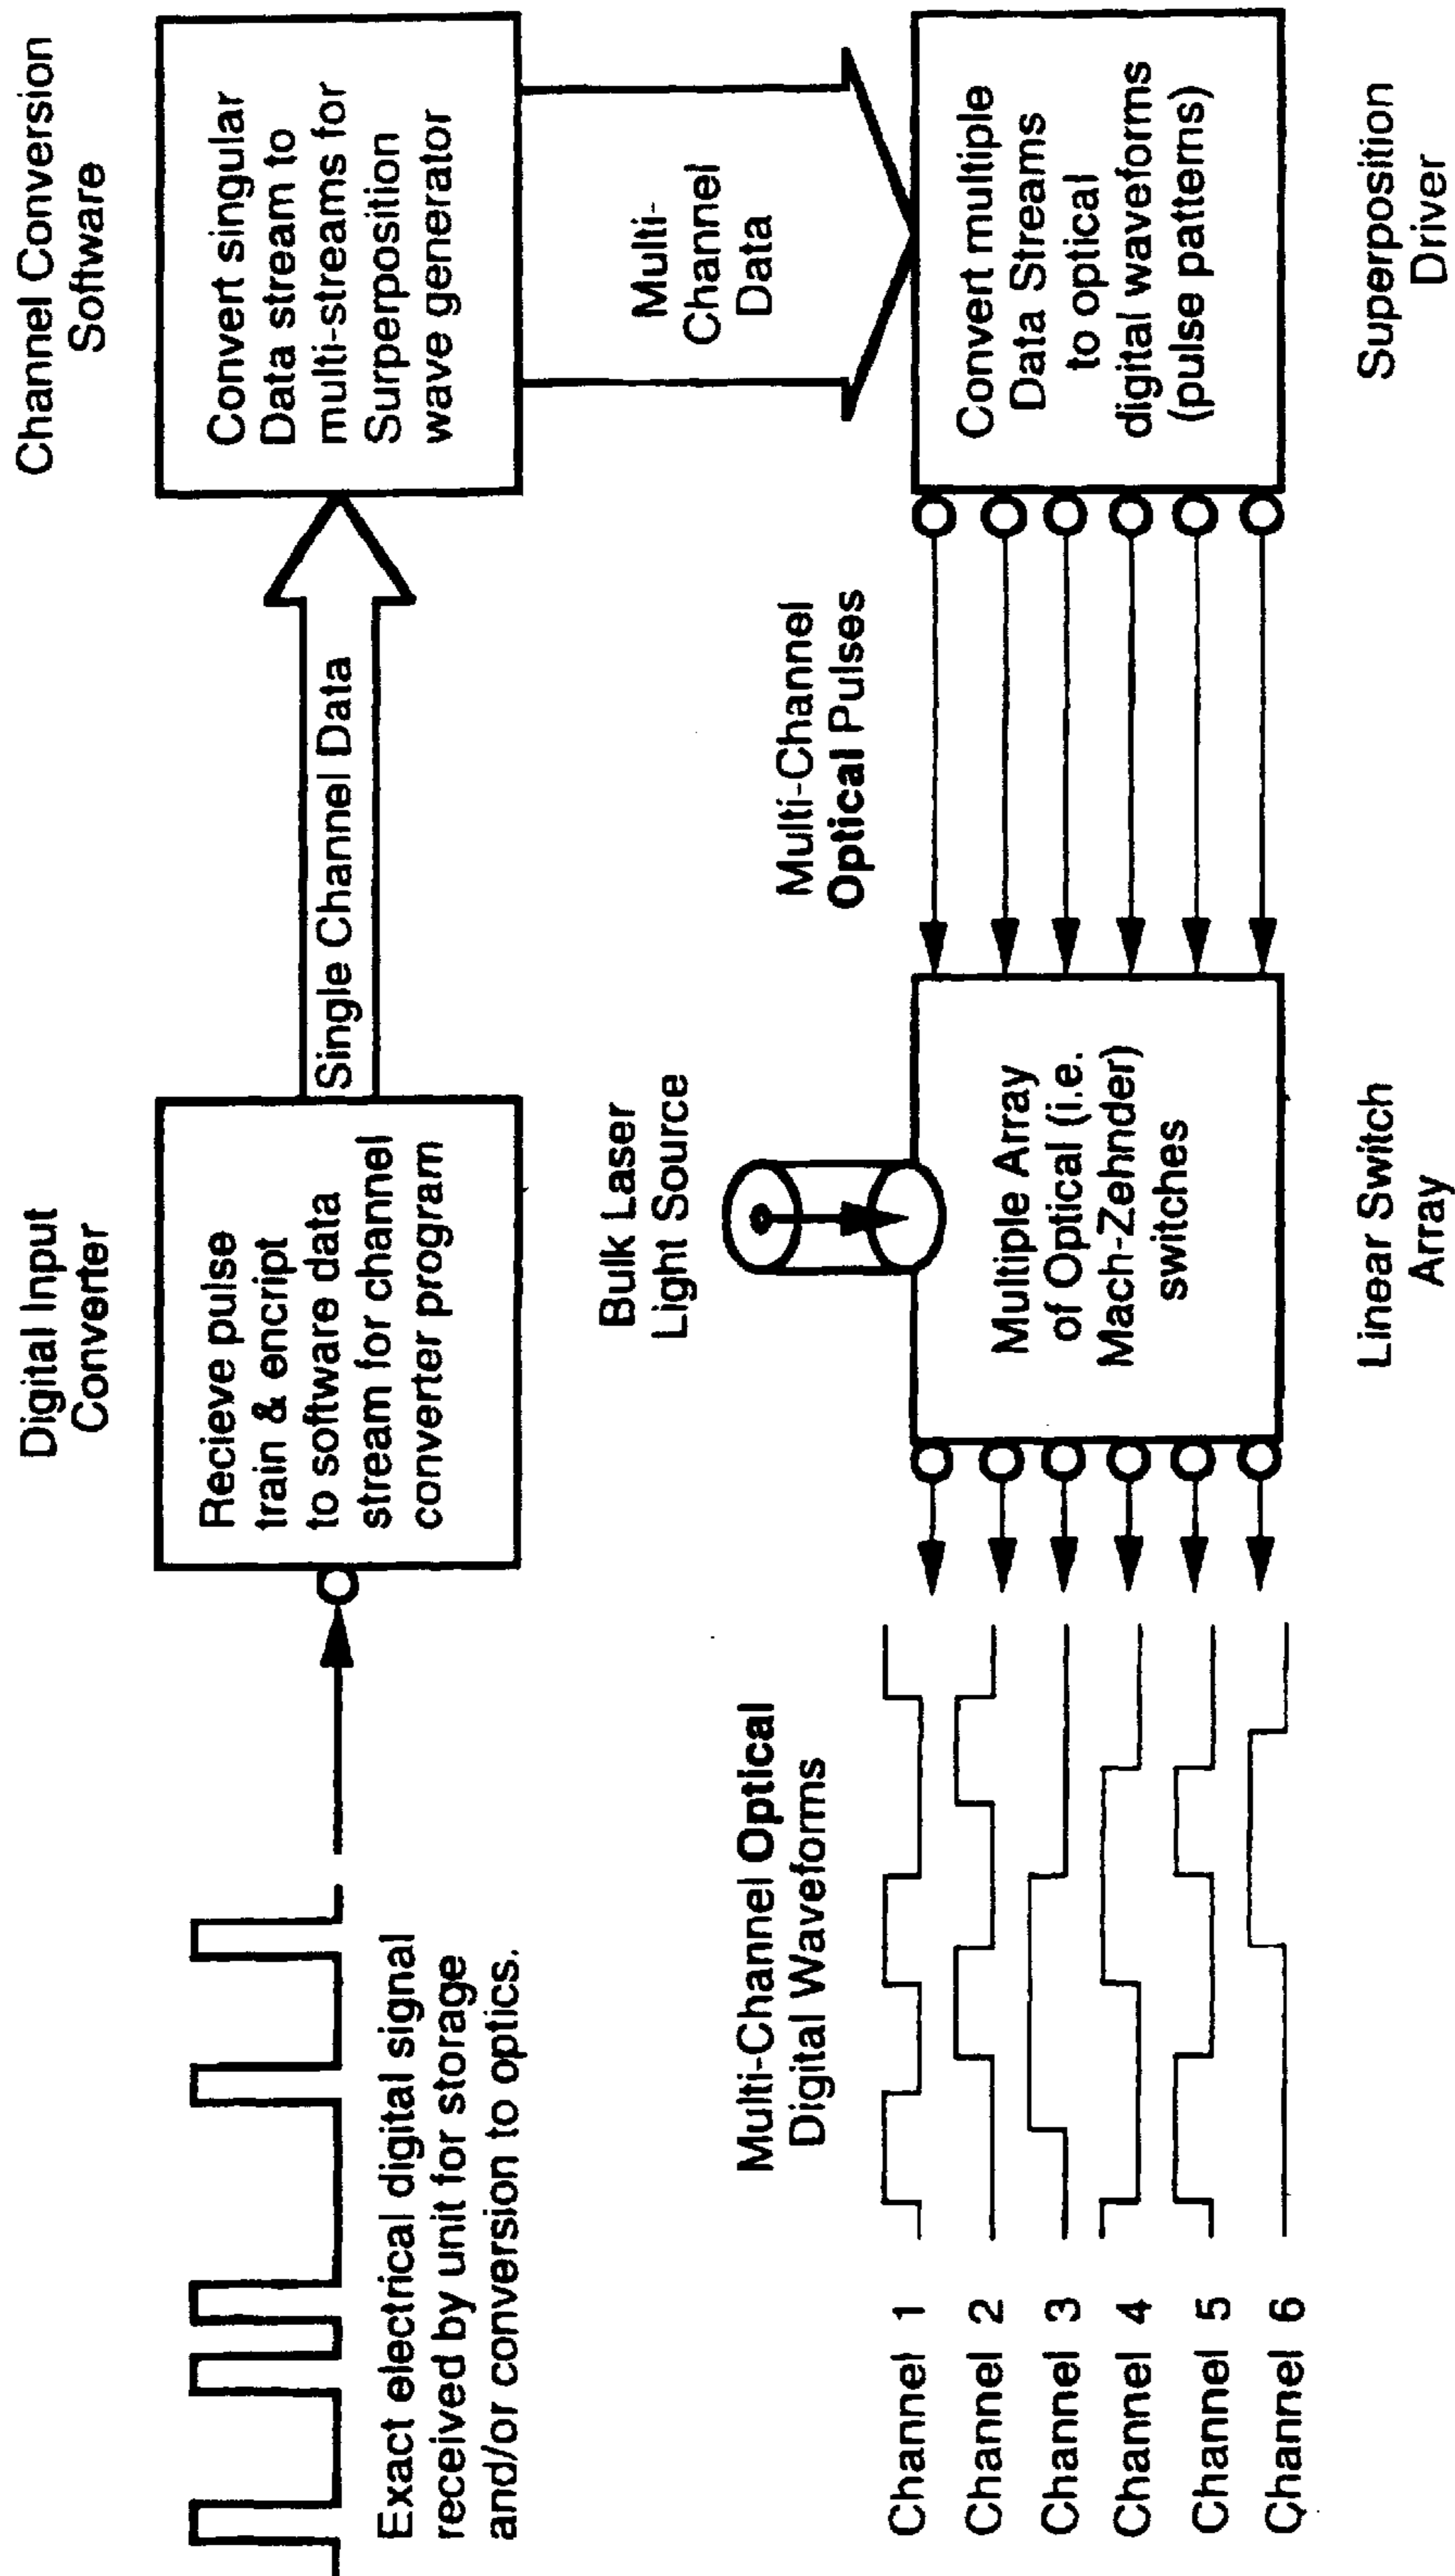 Digital Input
Converter
Channel Conversion
Software
Recieve pulse
train & encript
to software data
stream for channel
converter program
Single Channel Data
Convert singular
Data stream to
multi-streams for
Surperposition
wave generator
Exact electrical digital signal
received by unit for storage
and/or conversion to optics.
Multi-
Channel
Data
Bulk Laser
Light Source
Multi-Channel Optical
Digital Waveforms
Multi-Channel
Optical Pulses
Channel 1
Channel 2
Channel 3
Channel 4
Channel 5
Channel 6
Multiple Array
of Optical (i.e.
Mach-Zehnder)
switches
Convert multiple
Data Streams
to optical
digital waveforms
(pulse patterns)
Linear Switch
Array
Superposition
Driver